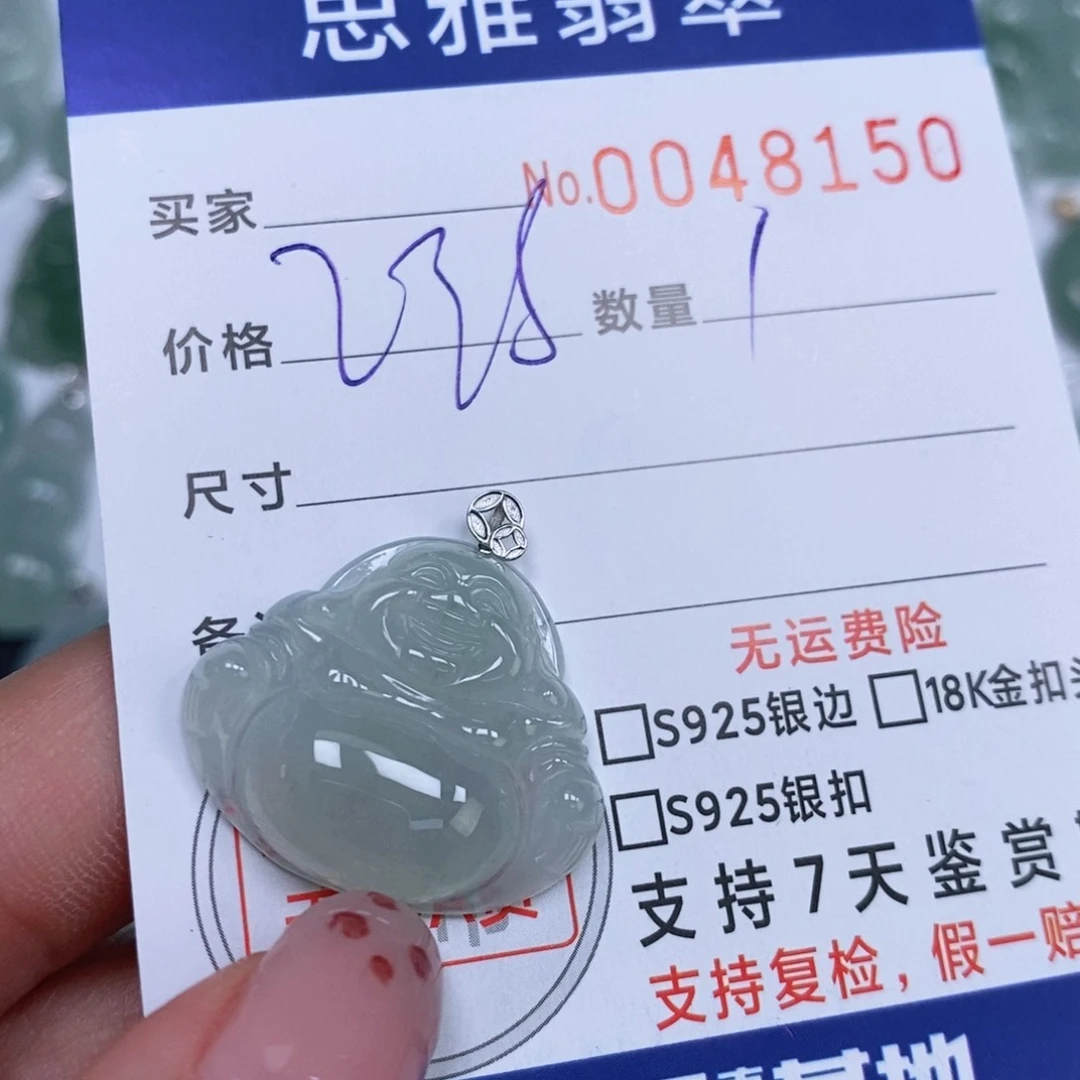 思雅翡翠
No.0048150
买家
价格 数量 1
尺寸
无运费险
S925银边 18K金扣
S925银扣
支持7天鉴赏
支持复检，假一赔
基地